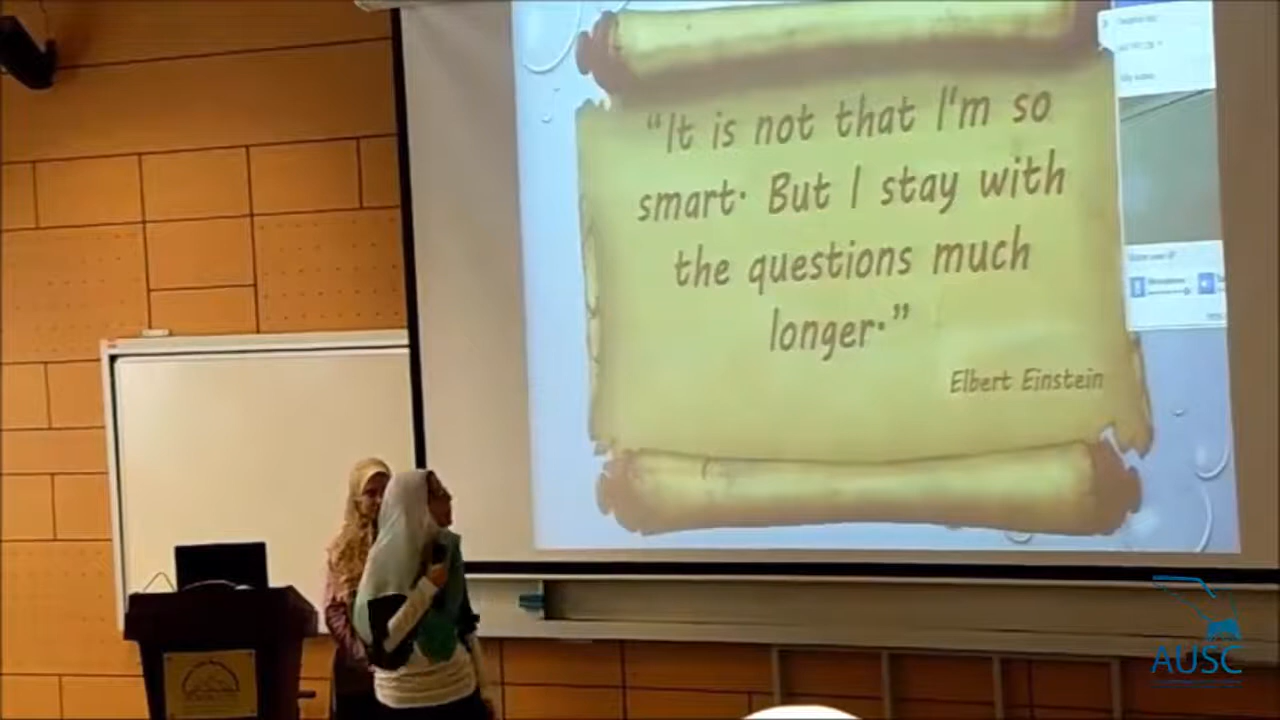 “It is not that I'm so
smart. But I stay with
the questions much
longer.”
Elbert Einstein
AUSC